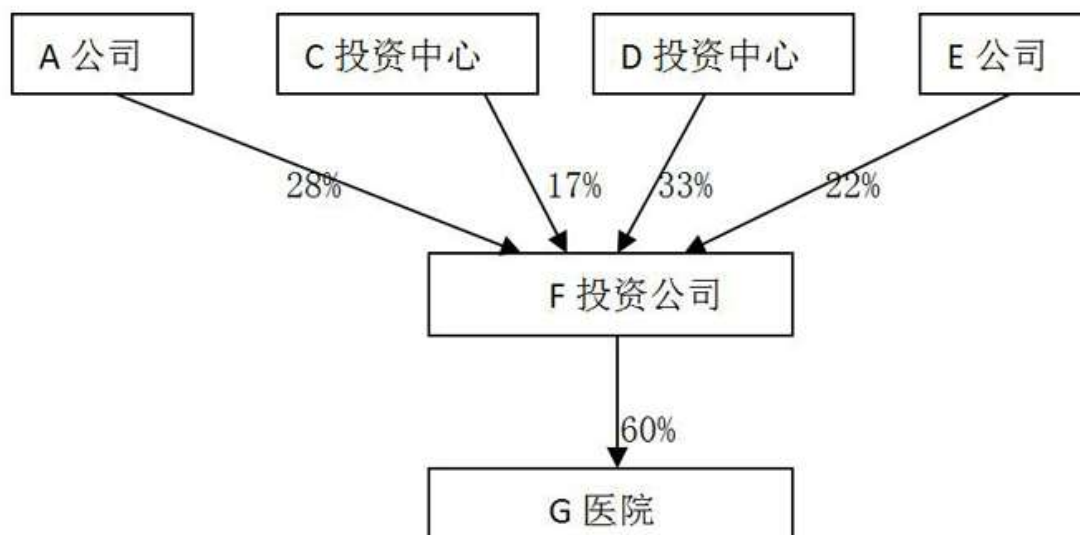 A 公司
C 投资中心
D 投资中心
E 公司
28%
17%
33%
22%
F 投资公司
60%
G 医院